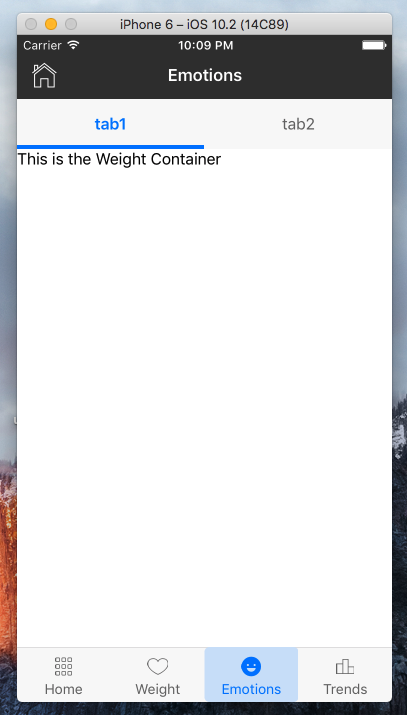 iPhone 6 – iOS 10.2 (14C89)
Carrier 10:09 PM
Emotions
tab1 tab2
This is the Weight Container
Home Weight Emotions Trends